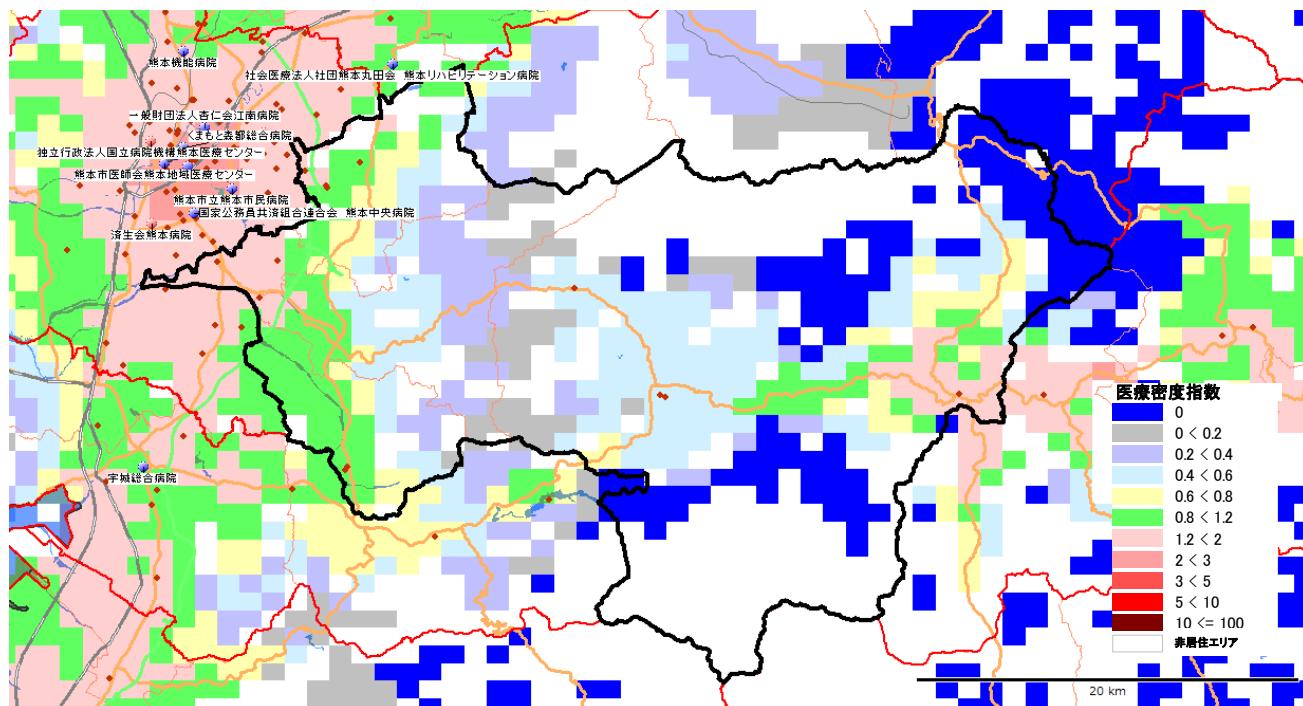 熊本機能病院
社会医療法人社団熊本丸田会 熊本リハビリテーション病院
一般財団法人杏仁会江南病院
くまもと森都総合病院
独立行政法人国立病院機構熊本医療センター
熊本市医師会熊本地域医療センター
熊本市立熊本市民病院
国家公務員共済組合連合会 熊本中央病院
済生会熊本病院
宇城総合病院
医療密度指数
0
0 < 0.2
0.2 < 0.4
0.4 < 0.6
0.6 < 0.8
0.8 < 1.2
1.2 < 2
2 < 3
3 < 5
5 < 10
10 <= 100
非居住エリア
20 km